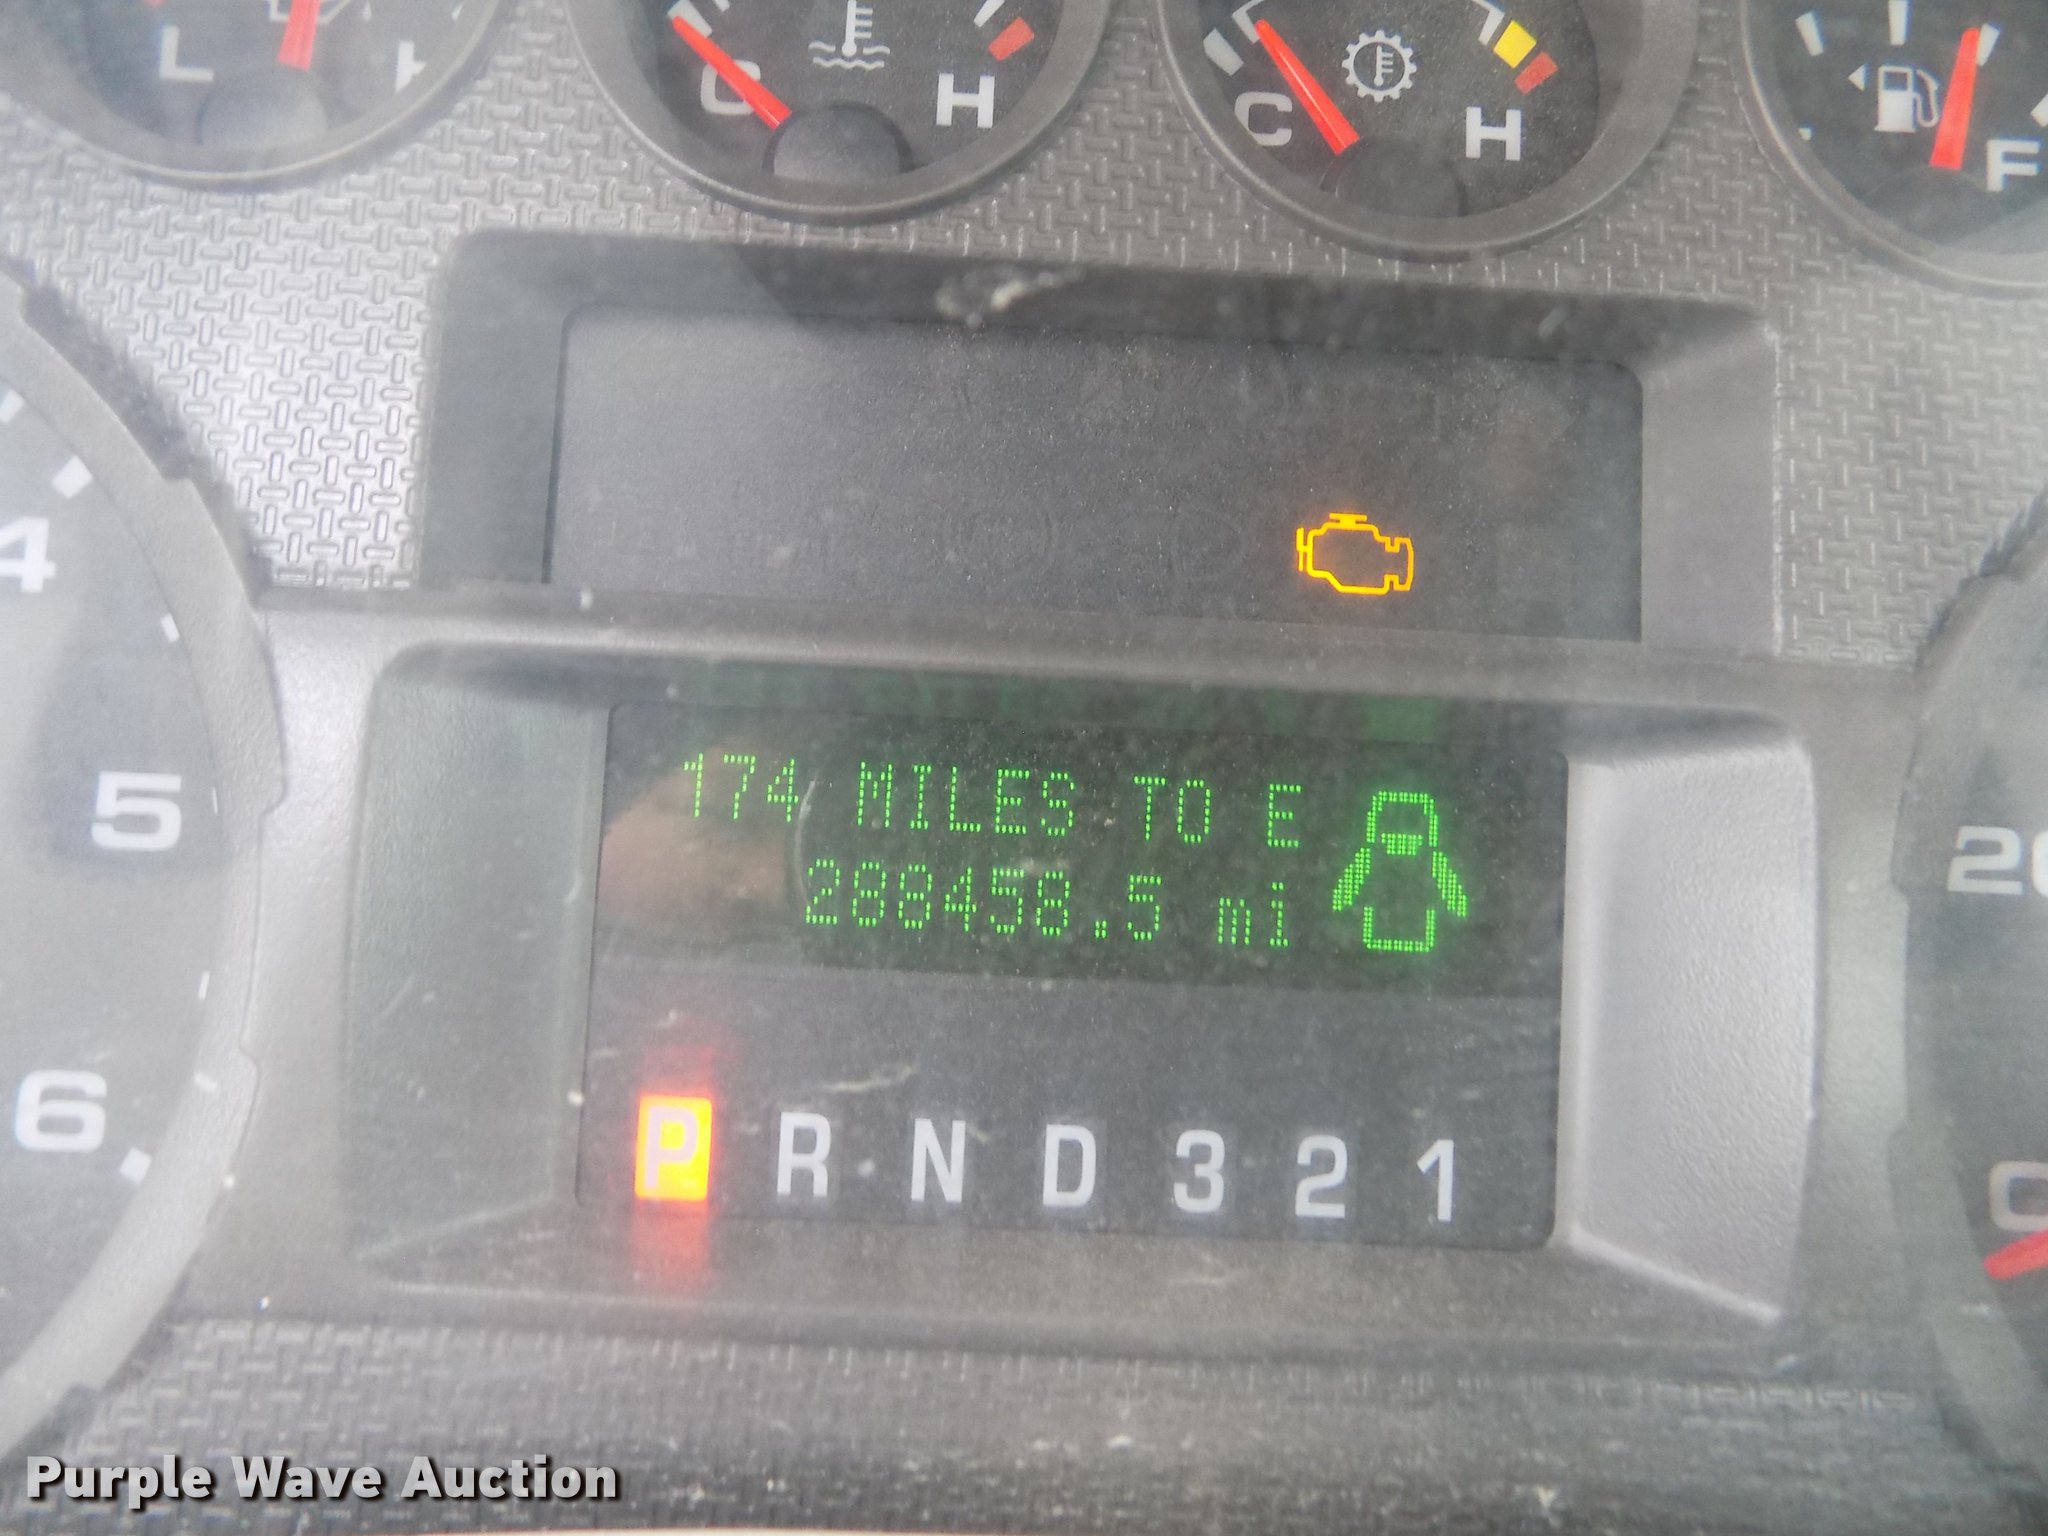 L H
C H
C H
F
4
174 MILES TO E
288458.5 mi
5
6
P R N D 3 2 1
Purple Wave Auction